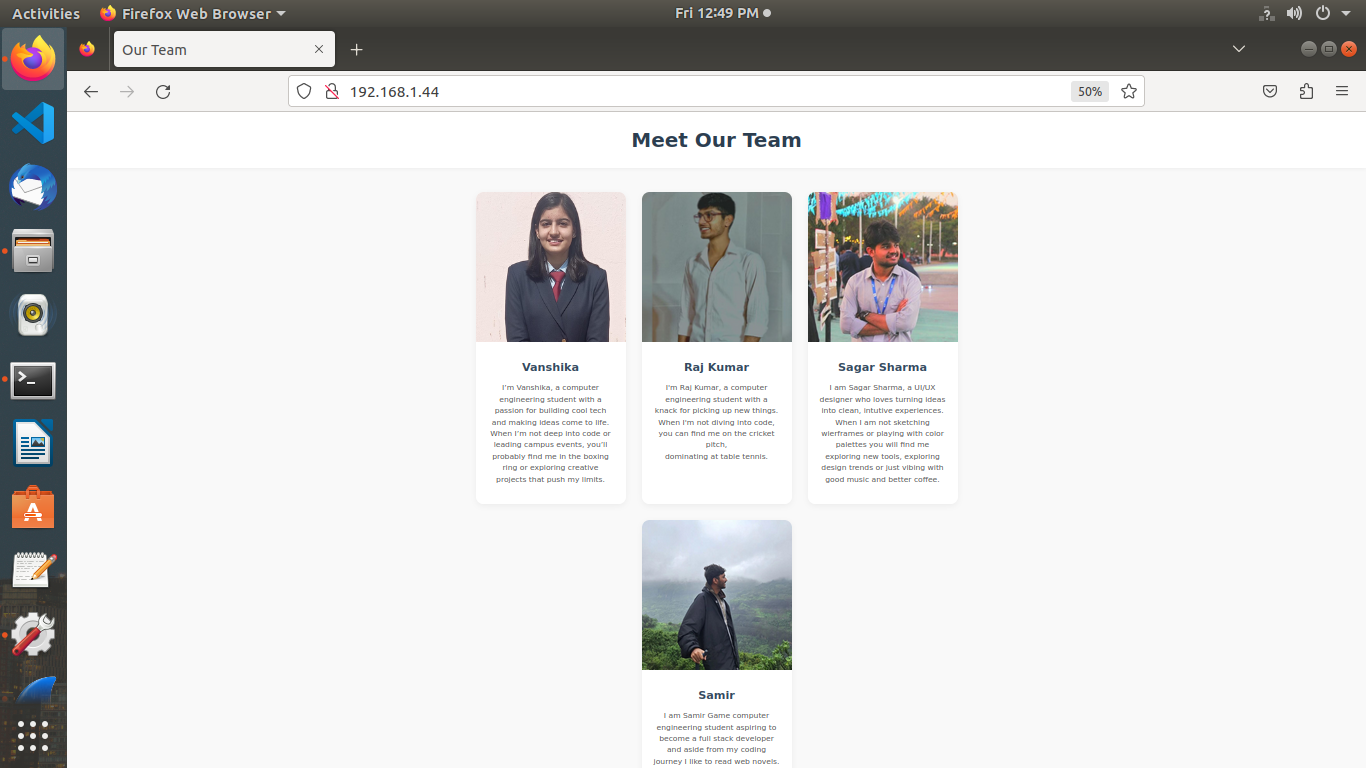 Activities
Firefox Web Browser
Fri 12:49 PM
Our Team
192.168.1.44
50%
Meet Our Team
Vanshika
I'm Vanshika, a computer
engineering student with a
passion for building cool tech
and making ideas come to life.
When I'm not deep into code or
leading campus events, you'll
probably find me in the boxing
ring or exploring creative
projects that push my limits.
Raj Kumar
I'm Raj Kumar, a computer
engineering student with a
knack for picking up new things.
When I'm not diving into code,
you can find me on the cricket
pitch,
dominating at table tennis.
Sagar Sharma
I am Sagar Sharma, a UI/UX
designer who loves turning ideas
into clean, intutive experiences.
When I am not sketching
wierframes or playing with color
palettes you will find me
exploring new tools, exploring
design trends or just vibing with
good music and better coffee.
Samir
I am Samir Game computer
engineering student aspiring to
become a full stack developer
and aside from my coding
journey I like to read web novels.